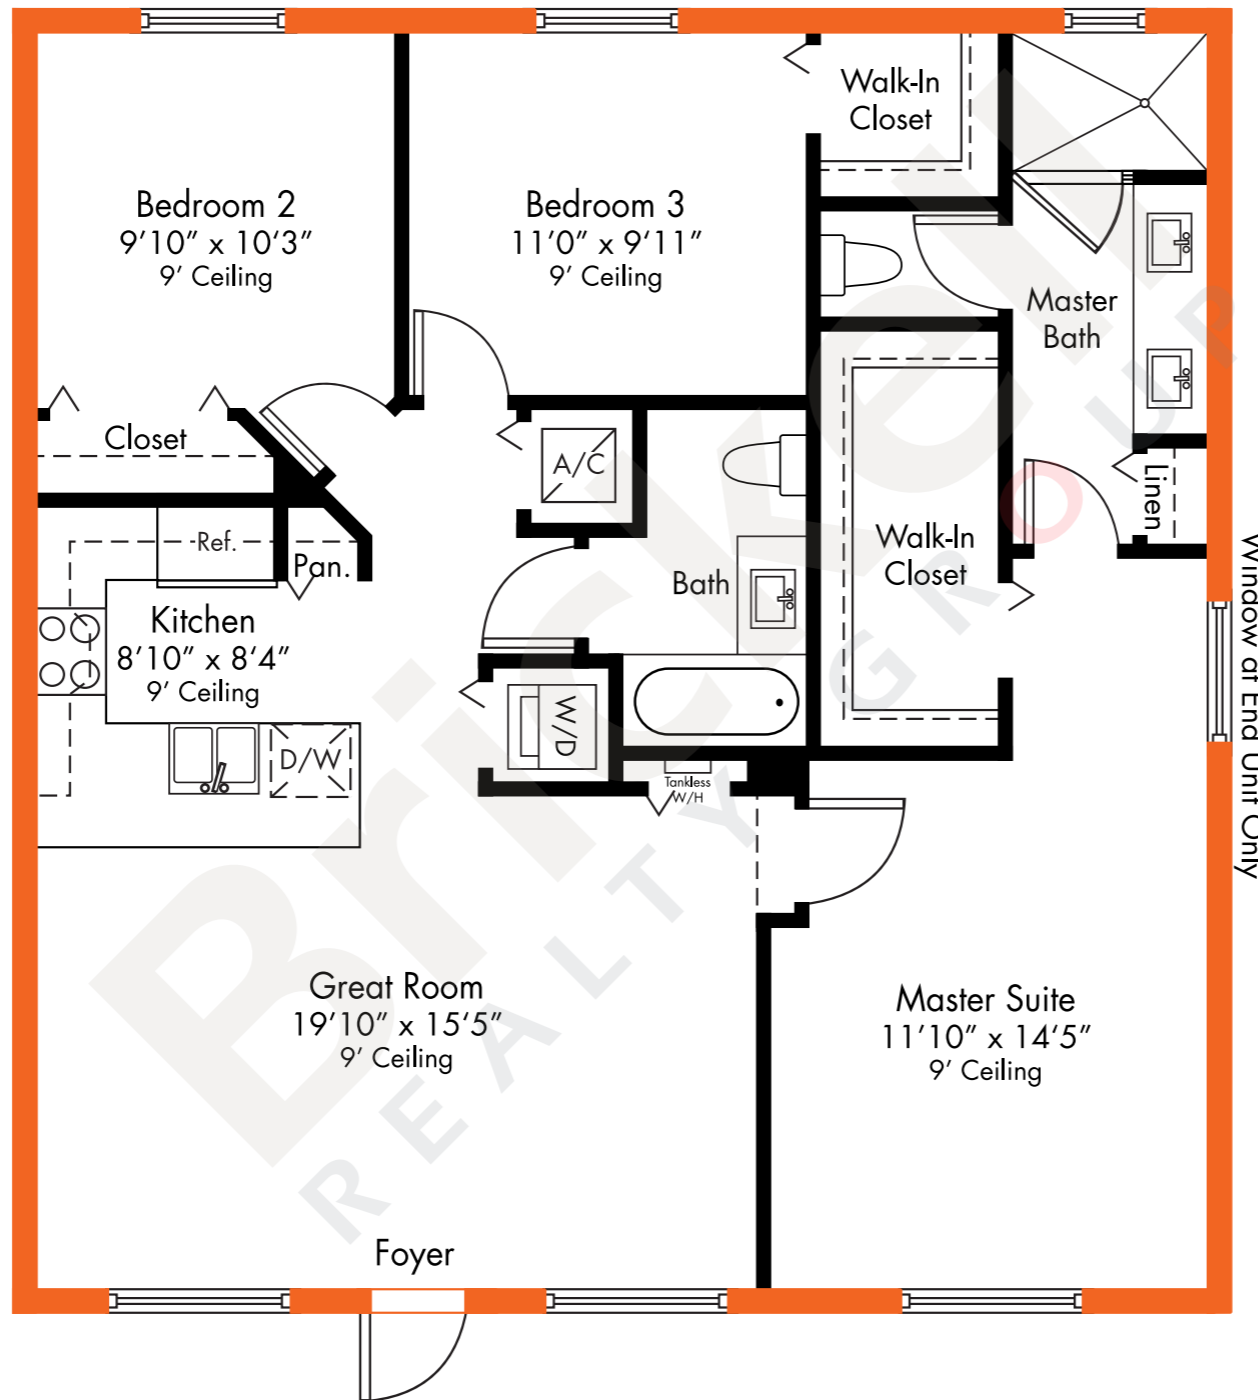 Walk-In
Closet
Bedroom 2
9'10" x 10'3"
9' Ceiling
Bedroom 3
11'0" x 9'11"
9' Ceiling
Master
Bath
Closet
A/C
Linen
Ref.
Pan.
Walk-In
Closet
Bath
Kitchen
8'10" x 8'4"
9' Ceiling
W/D
D/W
Tankless
W/H
Window at End Unit Only
Great Room
19'10" x 15'5"
9' Ceiling
Master Suite
11'10" x 14'5"
9' Ceiling
Foyer
Brickell
REALTY GROUP